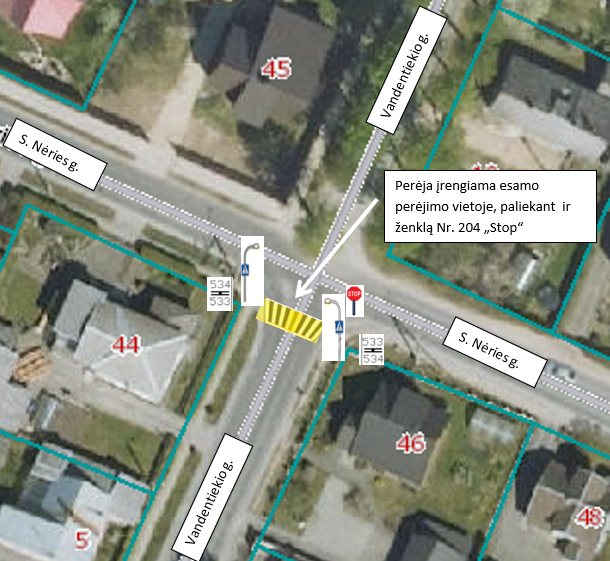 Vandentiekio g.
45
S. Nėries g.
Perėja įrengiama esamo
perėjimo vietoje, paliekant ir
ženklą Nr. 204 „Stop“
534
533
STOP
533
534
44
S. Nėries g.
46
Vandentiekio g.
48
5